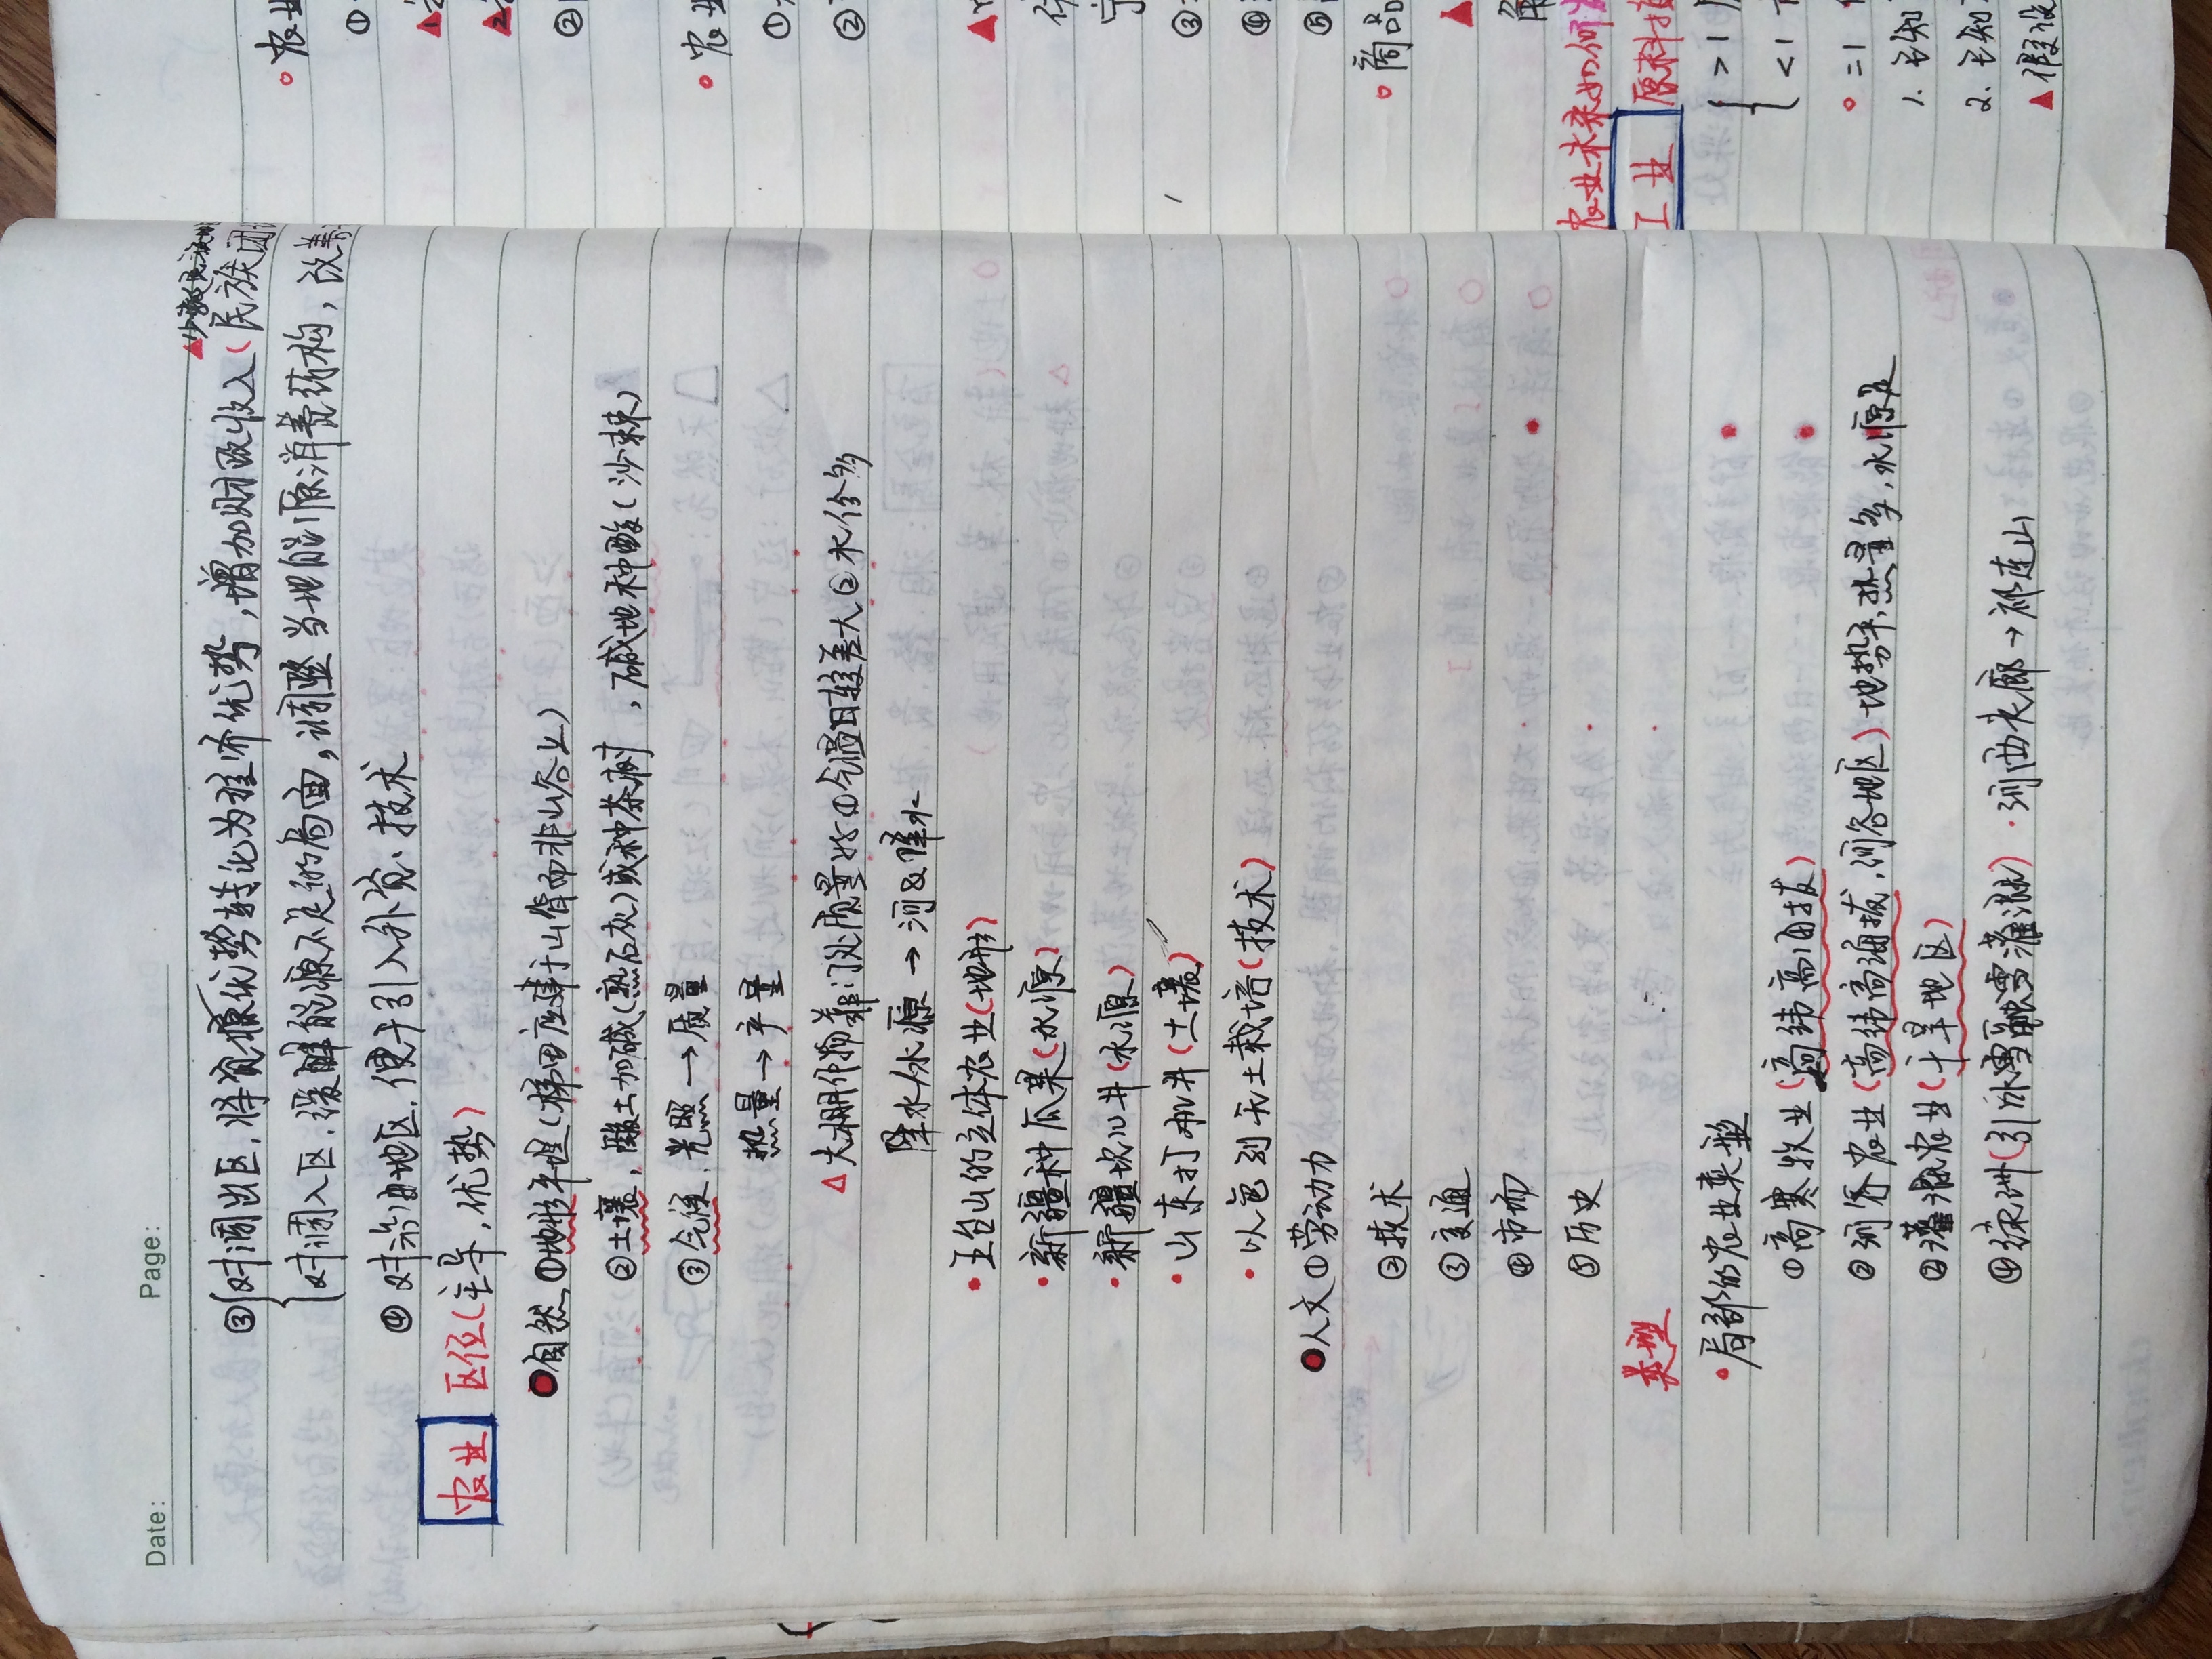 Date: Page:
▲少数民族地
③{对调出区,将资源优势转化为经济优势,增加财政收入(民族团
对调入区,缓解能源不足的局面,调整当地能源消费结构,改善
④对沿海地区,便于引入外资、技术
农业 区位(主导,优势)
●自然 ①地形平坦(梯田应建于山脊而非山谷上)
②土壤,酸土加碱(熟石灰)或种茶树,碱地种酸(沙棘)
③气候,光照→质量
热量→产量
△大棚作物靠门处质量好①气温日较差大②水分多
降水/水源→河&降水
·五台山的立体农业(地形)
·新疆种瓜果(水源)
·新疆坎儿井(水源)
·山东打机井(土壤)
·以色列无土栽培(技术)
●人文①劳动力
②技术
③交通
④市场
⑤历史
类型
·局部的农业类型
①高寒牧业(高纬高海拔)
②河谷农业(高纬高海拔,河谷地区)地势平,热量多,水源足
③灌溉农业(干旱地区)
④绿洲(引冰雪融雪灌溉)·河西走廊→祁连山
农业
①
②
农业
①
②
③
④
⑤
商品
农业未来如何发
工业 原料指
{>1
<1
=1
1. 已知
2. 已知
▲假设